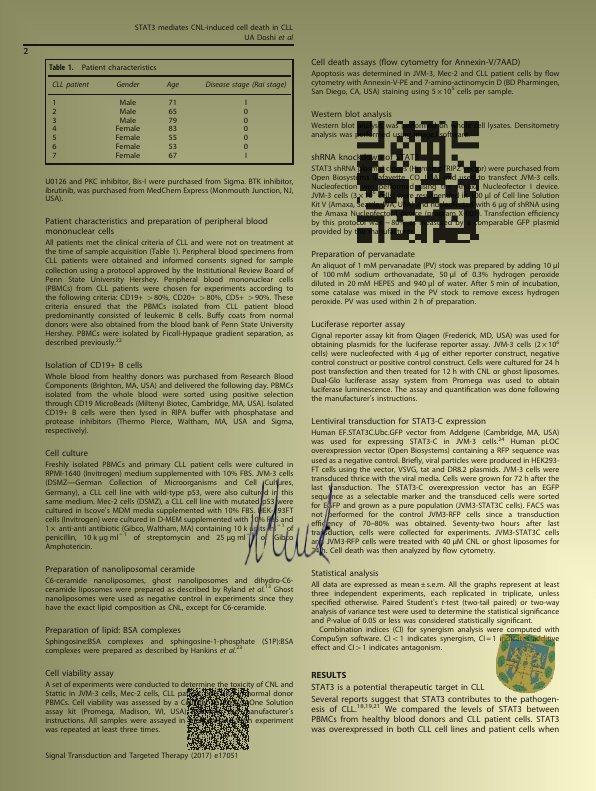 STAT3 mediates CNL-induced cell death in CLL
UA Doshi et al
2
Table 1. Patient characteristics
CLL patient Gender Age Disease stage (Rai stage)
1 Male 71 I
2 Male 65 0
3 Male 79 0
4 Female 83 0
5 Female 55 0
6 Female 53 0
7 Female 67 I
U0126 and PKC inhibitor, Bis-I were purchased from Sigma. BTK inhibitor,
ibrutinib, was purchased from MedChem Express (Monmouth Junction, NJ,
USA).
Patient characteristics and preparation of peripheral blood
mononuclear cells
All patients met the clinical criteria of CLL and were not on treatment at
the time of sample acquisition (Table 1). Peripheral blood specimens from
CLL patients were obtained and informed consents signed for sample
collection using a protocol approved by the Institutional Review Board of
Penn State University Hershey. Peripheral blood mononuclear cells
(PBMCs) from CLL patients were chosen for experiments according to
the following criteria: CD19+ >80%, CD20+ >80%, CD5+ >90%. These
criteria ensured that the PBMCs isolated from CLL patient blood
predominantly consisted of leukemic B cells. Buffy coats from normal
donors were also obtained from the blood bank of Penn State University
Hershey. PBMCs were isolated by Ficoll-Hypaque gradient separation, as
described previously.22
Isolation of CD19+ B cells
Whole blood from healthy donors was purchased from Research Blood
Components (Brighton, MA, USA) and delivered the following day. PBMCs
isolated from the whole blood were sorted using positive selection
through CD19 MicroBeads (Miltenyi Biotec, Cambridge, MA, USA). Isolated
CD19+ B cells were then lysed in RIPA buffer with phosphatase and
protease inhibitors (Thermo Pierce, Waltham, MA, USA and Sigma,
respectively).
Cell culture
Freshly isolated PBMCs and primary CLL patient cells were cultured in
RPMI-1640 (Invitrogen) medium supplemented with 10% FBS. JVM-3 cells
(DSMZ—German Collection of Microorganisms and Cell Cultures,
Germany), a CLL cell line with wild-type p53, were also cultured in this
same medium. Mec-2 cells (DSMZ), a CLL cell line with mutated p53 were
cultured in Iscove's MDM media supplemented with 10% FBS. HEK-293FT
cells (Invitrogen) were cultured in D-MEM supplemented with 10% FBS and
1× anti-anti antibiotic (Gibco, Waltham, MA) containing 10 k units ml−1 of
penicillin, 10 k μg ml−1 of streptomycin and 25 μg ml−1 of Gibco
Amphotericin.
Preparation of nanoliposomal ceramide
C6-ceramide nanoliposomes, ghost nanoliposomes and dihydro-C6-
ceramide liposomes were prepared as described by Ryland et al.13 Ghost
nanoliposomes were used as negative control in experiments since they
have the exact lipid composition as CNL, except for C6-ceramide.
Preparation of lipid: BSA complexes
Sphingosine:BSA complexes and sphingosine-1-phosphate (S1P):BSA
complexes were prepared as described by Hankins et al.23
Cell viability assay
A set of experiments were conducted to determine the toxicity of CNL and
Stattic in JVM-3 cells, Mec-2 cells, CLL normal donor
PBMCs. Cell viability was assessed by a One Solution
assay kit (Promega, Madison, WI, USA) manufacturer's
instructions. All samples were assayed in experiment
was repeated at least three times.
Cell death assays (flow cytometry for Annexin-V/7AAD)
Apoptosis was determined in JVM-3, Mec-2 and CLL patient cells by flow
cytometry with Annexin-V-PE and 7-amino-actinomycin D (BD Pharmingen,
San Diego, CA, USA) staining using 5×105 cells per sample.
Western blot analysis
Western blot analysis was performed on whole cell lysates. Densitometry
analysis was performed using software.
shRNA knockdown of STAT3
STAT3 shRNA (Human pTRIPZ vector) were purchased from
Open Biosystems (Lafayette, CO, USA) and used to transfect JVM-3 cells.
Nucleofection was performed using the Amaxa Nucleofector I device.
JVM-3 cells were resuspended in 100 μl of Cell line Solution
Kit V (Amaxa, and with 6 μg of shRNA using
the Amaxa Nucleofector device (program X-001). Transfection efficiency
by this protocol was ~80% as measured by a comparable GFP plasmid
provided by the manufacturer.
Preparation of pervanadate
An aliquot of 1 mM pervanadate (PV) stock was prepared by adding 10 μl
of 100 mM sodium orthovanadate, 50 μl of 0.3% hydrogen peroxide
diluted in 20 mM HEPES and 940 μl of water. After 5 min of incubation,
some catalase was mixed in the PV stock to remove excess hydrogen
peroxide. PV was used within 2 h of preparation.
Luciferase reporter assay
Cignal reporter assay kit from Qiagen (Frederick, MD, USA) was used for
obtaining plasmids for the luciferase reporter assay. JVM-3 cells (2×106
cells) were nucleofected with 4 μg of either reporter construct, negative
control construct or positive control construct. Cells were cultured for 24 h
post transfection and then treated for 12 h with CNL or ghost liposomes.
Dual-Glo luciferase assay system from Promega was used to obtain
luciferase luminescence. The assay and quantification was done following
the manufacturer's instructions.
Lentiviral transduction for STAT3-C expression
Human EF.STAT3C.Ubc.GFP vector from Addgene (Cambridge, MA, USA)
was used for expressing STAT3-C in JVM-3 cells.24 Human pLOC
overexpression vector (Open Biosystems) containing a RFP sequence was
used as a negative control. Briefly, viral particles were produced in HEK293-
FT cells using the vector, VSVG, tat and DR8.2 plasmids. JVM-3 cells were
transduced thrice with the viral media. Cells were grown for 72 h after the
last transduction. The STAT3-C overexpression vector has an EGFP
sequence as a selectable marker and the transduced cells were sorted
for EGFP and grown as a pure population (JVM-STAT3C cells). FACS was
not performed for the control JVM3-RFP cells since a transduction
efficiency of 70–80% was obtained. Seventy-two hours after last
transduction, cells were collected for experiments. JVM3-STAT3C cells
and JVM3-RFP cells were treated with 40 μM CNL or ghost liposomes for
24 h. Cell death was then analyzed by flow cytometry.
Statistical analysis
All data are expressed as mean ± s.e.m. All the graphs represent at least
three independent experiments, each replicated in triplicate, unless
specified otherwise. Paired Student's t-test (two-tail paired) or two-way
analysis of variance test were used to determine the statistical significance
and P-value of 0.05 or less was considered statistically significant.
Combination indices (CI) for synergism analysis were computed with
CompuSyn software. CI < 1 indicates synergism, CI=1 indicates additive
effect and CI > 1 indicates antagonism.
RESULTS
STAT3 is a potential therapeutic target in CLL
Several reports suggest that STAT3 contributes to the pathogen-
esis of CLL.18,19,21 We compared the levels of STAT3 between
PBMCs from healthy blood donors and CLL patient cells. STAT3
was overexpressed in both CLL cell lines and patient cells when
Signal Transduction and Targeted Therapy (2017) e17051